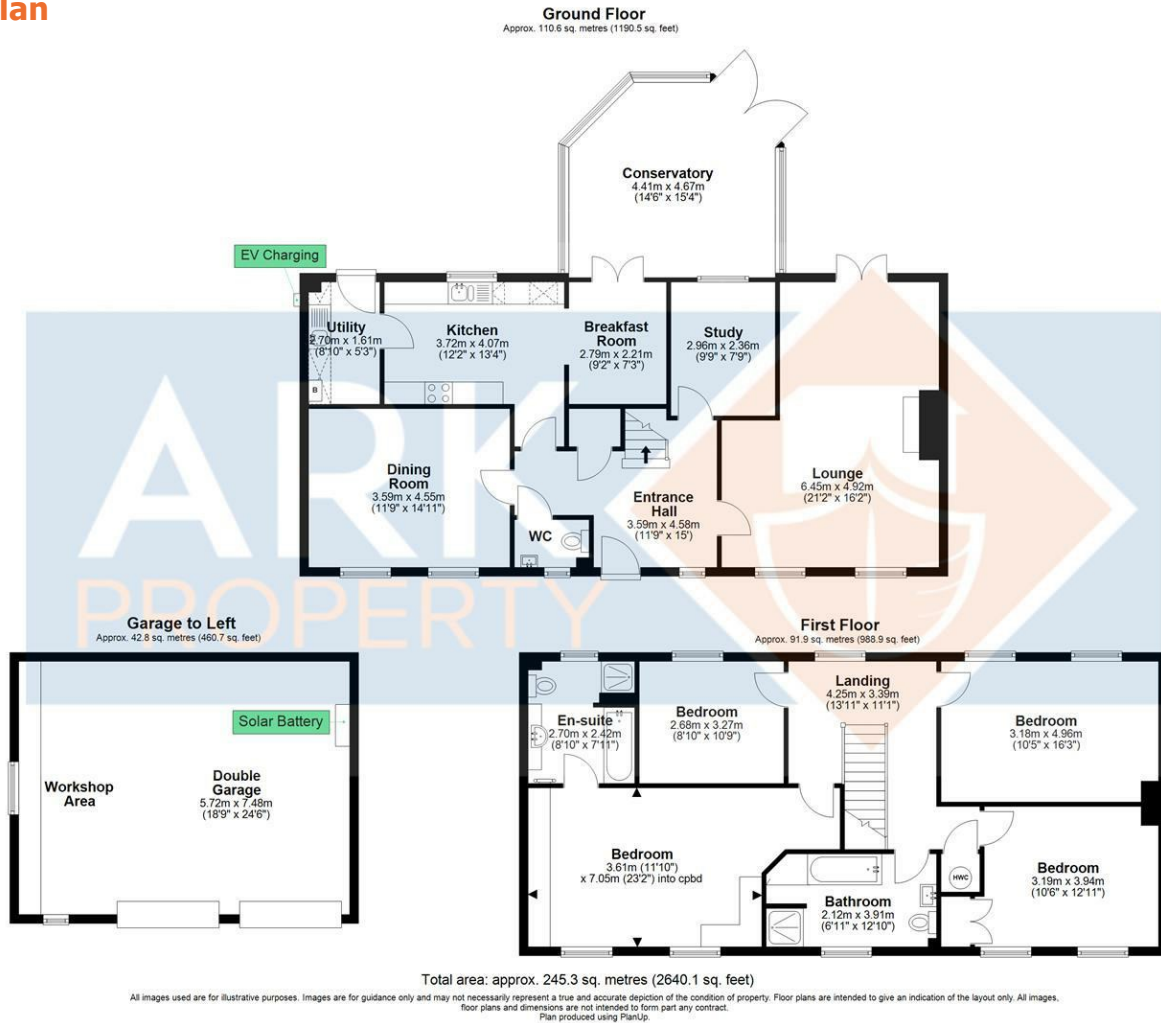 lan
Ground Floor
Approx. 110.6 sq. metres (1190.5 sq. feet)
Conservatory
4.41m x 4.67m
(14'6" x 15'4")
EV Charging
Utility
2.70m x 1.61m
(8'10" x 5'3")
Kitchen
3.72m x 4.07m
(12'2" x 13'4")
Breakfast
Room
2.79m x 2.21m
(9'2" x 7'3")
Study
2.96m x 2.36m
(9'9" x 7'9")
B
Dining
Room
3.59m x 4.55m
(11'9" x 14'11")
Lounge
6.45m x 4.92m
(21'2" x 16'2")
Entrance
Hall
3.59m x 4.58m
(11'9" x 15')
WC
ARK
PROPERTY
Garage to Left
Approx. 42.8 sq. metres (460.7 sq. feet)
Solar Battery
Workshop
Area
Double
Garage
5.72m x 7.48m
(18'9" x 24'6")
First Floor
Approx. 91.9 sq. metres (988.9 sq. feet)
Landing
4.25m x 3.39m
(13'11" x 11'1")
En-suite
2.70m x 2.42m
(8'10" x 7'11")
Bedroom
2.68m x 3.27m
(8'10" x 10'9")
Bedroom
3.18m x 4.96m
(10'5" x 16'3")
Bedroom
3.61m (11'10")
x 7.05m (23'2") into cpbd
Bathroom
2.12m x 3.91m
(6'11" x 12'10")
HWC
Bedroom
3.19m x 3.94m
(10'6" x 12'11")
Total area: approx. 245.3 sq. metres (2640.1 sq. feet)
All images used are for illustrative purposes. Images are for guidance only and may not necessarily represent a true and accurate depiction of the condition of property. Floor plans are intended to give an indication of the layout only. All images,
floor plans and dimensions are not intended to form part any contract.
Plan produced using PlanUp.